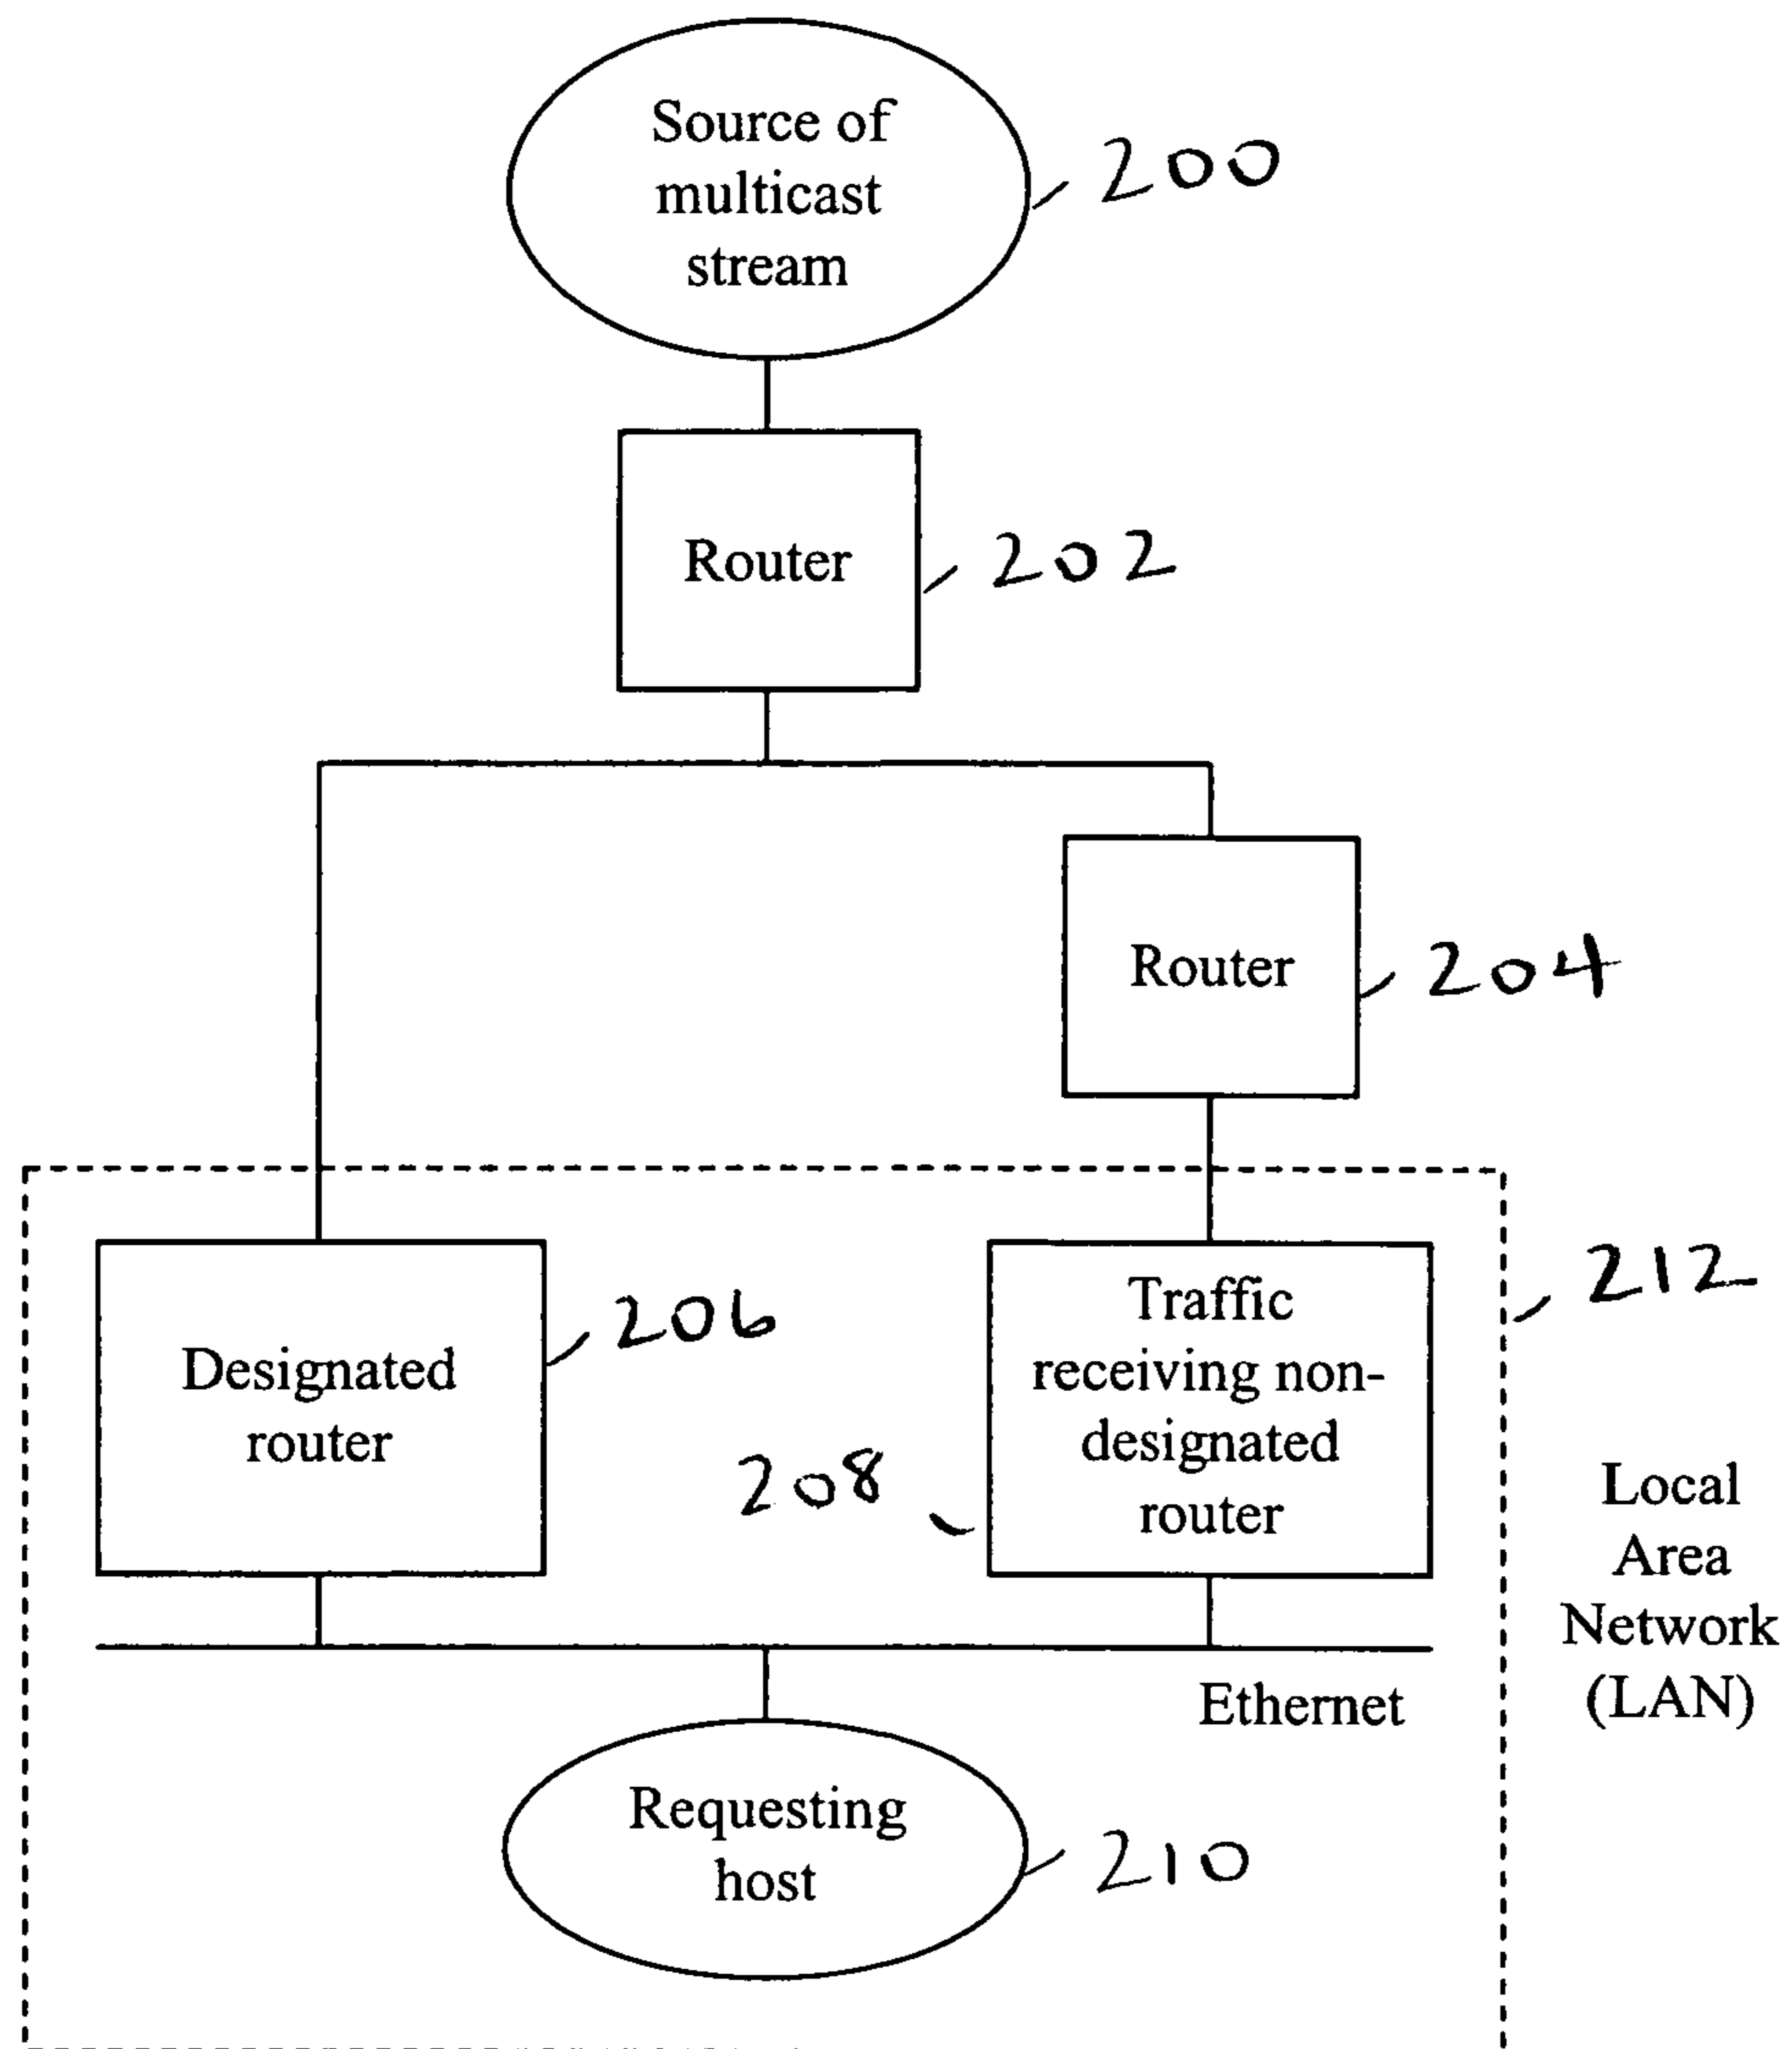 Source of
multicast
stream
200
Router
202
Router
204
Designated
router
206
Traffic
receiving non-
designated
router
208
212
Local
Area
Network
(LAN)
Ethernet
Requesting
host
210